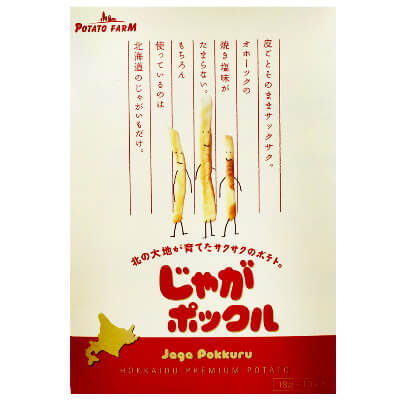 POTATO FARM
皮ごとそのままサックサク。
オホーツクの
焼き塩味が
たまらない。
もちろん
使っているのは
北海道のじゃがいもだけ。
北の大地が育てたサクサクのポテト。
じゃが
ポックル
Jaga Pokkuru
HOKKAIDO PREMIUM POTATO